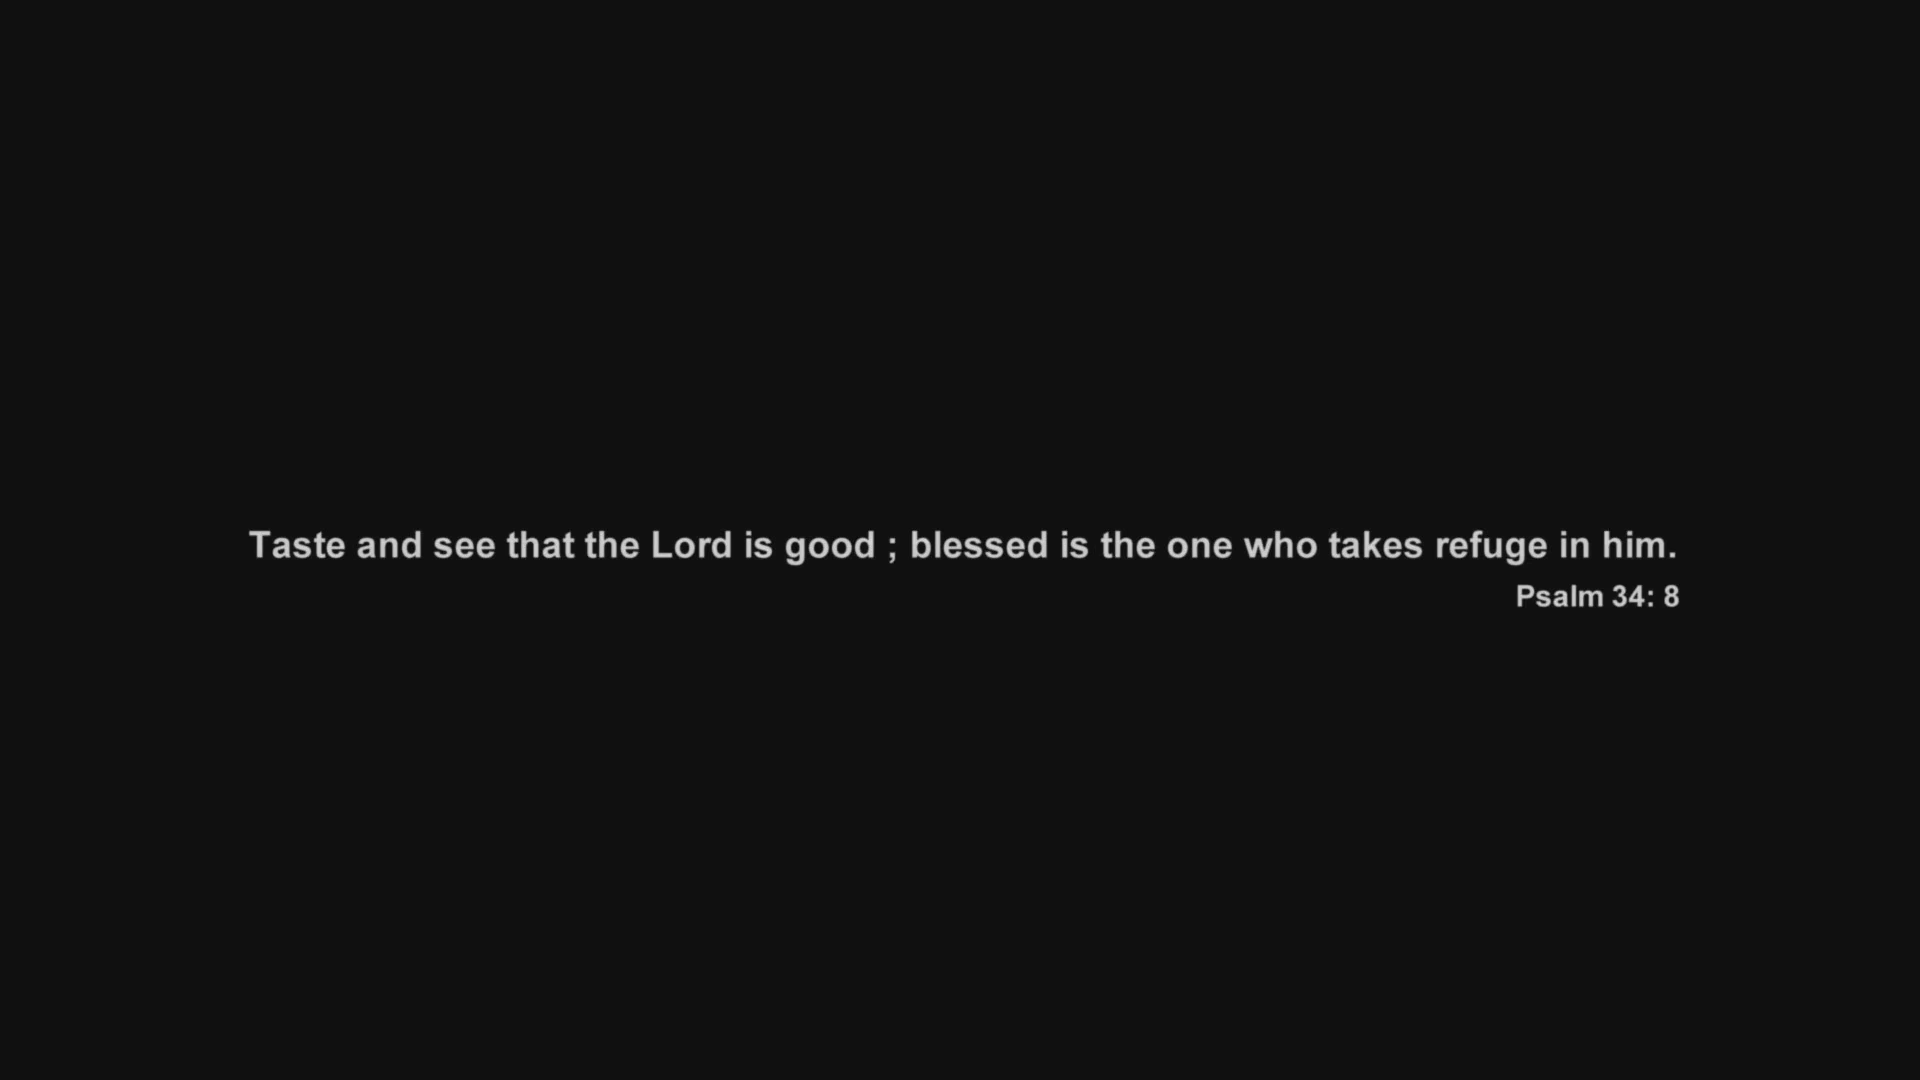 Taste and see that the Lord is good ; blessed is the one who takes refuge in him.
Psalm 34: 8